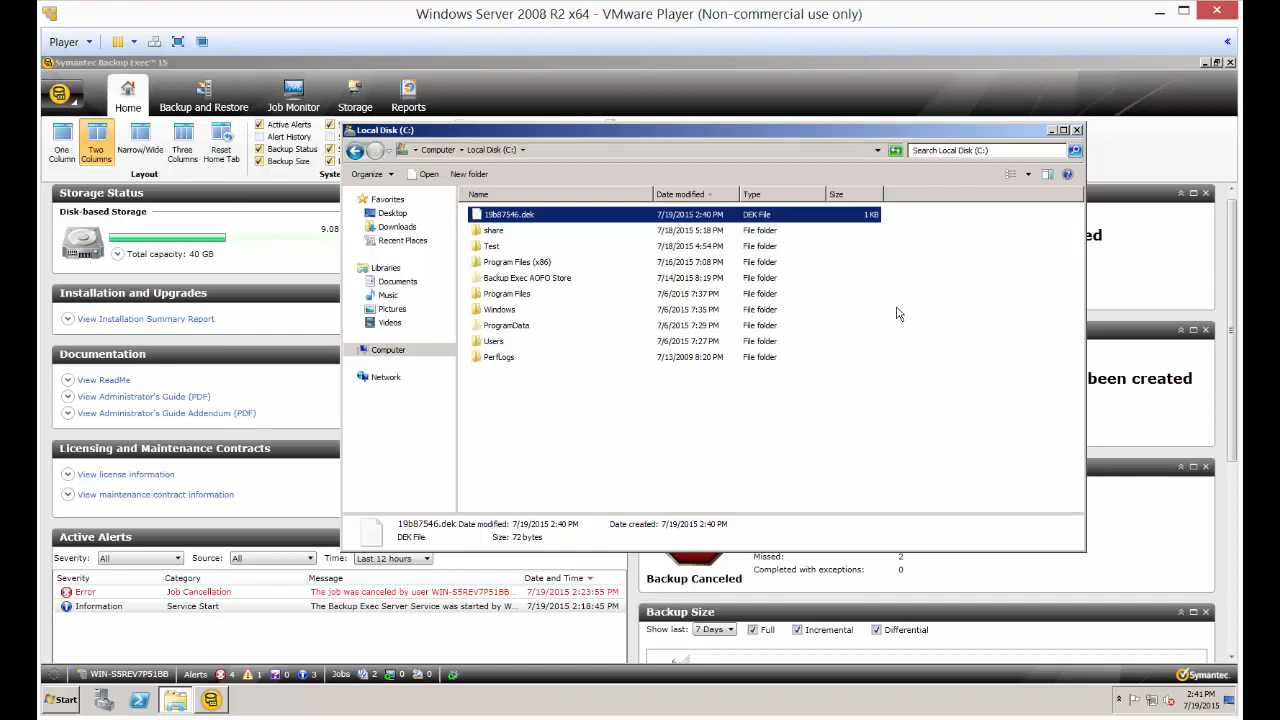 Windows Server 2008 R2 x64 - VMware Player (Non-commercial use only)
Player
Symantec Backup Exec™ 15
Home
Backup and Restore
Job Monitor
Storage
Reports
One Column
Two Columns
Narrow/Wide
Three Columns
Reset Home Tab
Layout
Active Alerts
Alert History
Backup Status
Backup Size
Local Disk (C:)
Computer
Local Disk (C:)
Search Local Disk (C:)
Organize
Open
New folder
Favorites
Desktop
Downloads
Recent Places
Libraries
Documents
Music
Pictures
Videos
Computer
Network
Name Date modified Type Size
19b87546.dek 7/19/2015 2:40 PM DEK File 1 KB
share 7/18/2015 5:18 PM File folder
Test 7/18/2015 4:54 PM File folder
Program Files (x86) 7/16/2015 7:08 PM File folder
Backup Exec AOFO Store 7/14/2015 8:19 PM File folder
Program Files 7/6/2015 7:37 PM File folder
Windows 7/6/2015 7:35 PM File folder
ProgramData 7/6/2015 7:29 PM File folder
Users 7/6/2015 7:27 PM File folder
PerfLogs 7/13/2009 8:20 PM File folder
19b87546.dek Date modified: 7/19/2015 2:40 PM Date created: 7/19/2015 2:40 PM
DEK File Size: 72 bytes
Storage Status
Disk-based Storage
9.08
Total capacity: 40 GB
Installation and Upgrades
View Installation Summary Report
Documentation
View ReadMe
View Administrator's Guide (PDF)
View Administrator's Guide Addendum (PDF)
Licensing and Maintenance Contracts
View license information
View maintenance contract information
Active Alerts
Severity: All Source: All Time: Last 12 hours
Severity Category Message Date and Time
Error Job Cancellation The job was canceled by user WIN-S5REV7P51BB... 7/19/2015 2:23:55 PM
Information Service Start The Backup Exec Server Service was started by W... 7/19/2015 2:18:45 PM
ed
been created
Missed: 2
Completed with exceptions: 0
Backup Canceled
Backup Size
Show last: 7 Days Full Incremental Differential
WIN-S5REV7P51BB Alerts 4 1 0 3 Jobs 2 0 0
Symantec.
Start
2:41 PM
7/19/2015